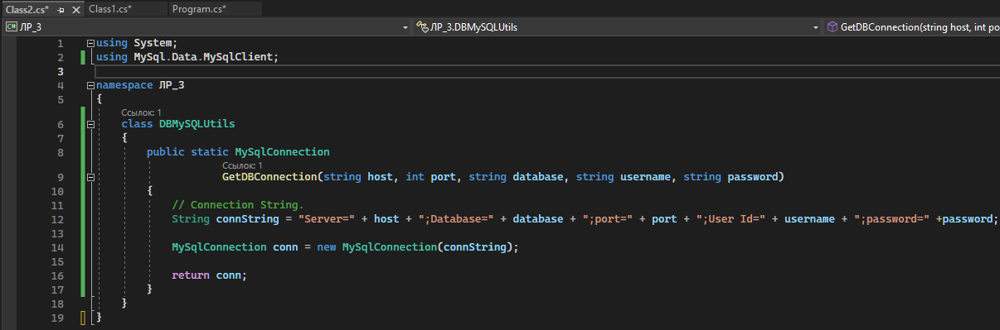 Class2.cs*
Class1.cs*
Program.cs*
C# ЛР_3
ЛР_3.DBMySQLUtils
GetDBConnection(string host, int po
1 using System;
2 using MySql.Data.MySqlClient;
3
4 namespace ЛР_3
5 {
Ссылок: 1
6 class DBMySQLUtils
7 {
8 public static MySqlConnection
Ссылок: 1
9 GetDBConnection(string host, int port, string database, string username, string password)
10 {
11 // Connection String.
12 String connString = "Server=" + host + ";Database=" + database + ";port=" + port + ";User Id=" + username + ";password=" +password;
13
14 MySqlConnection conn = new MySqlConnection(connString);
15
16 return conn;
17 }
18 }
19 }